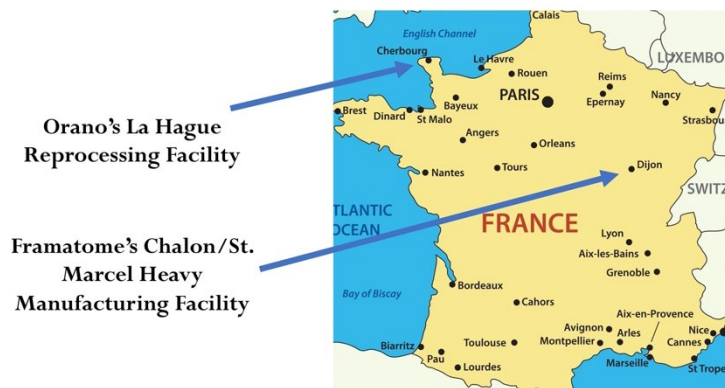 Orano's La Hague
Reprocessing Facility
Framatome's Chalon/St.
Marcel Heavy
Manufacturing Facility
Calais
English Channel
Cherbourg
Le Havre
Rouen
LUXEMBO
Reims
PARIS
Epernay
Nancy
Bayeux
Brest
Dinard
St Malo
Strasbou
Angers
Orleans
Dijon
Nantes
Tours
SWITZ
ATLANTIC
OCEAN
FRANCE
Lyon
Aix-les-Bains
Grenoble
Bay of Biscay
Bordeaux
Cahors
Aix-en-Provence
Avignon
Arles
Nice
Biarritz
Toulouse
Montpellier
Cannes
Pau
Lourdes
Marseille
St Trope